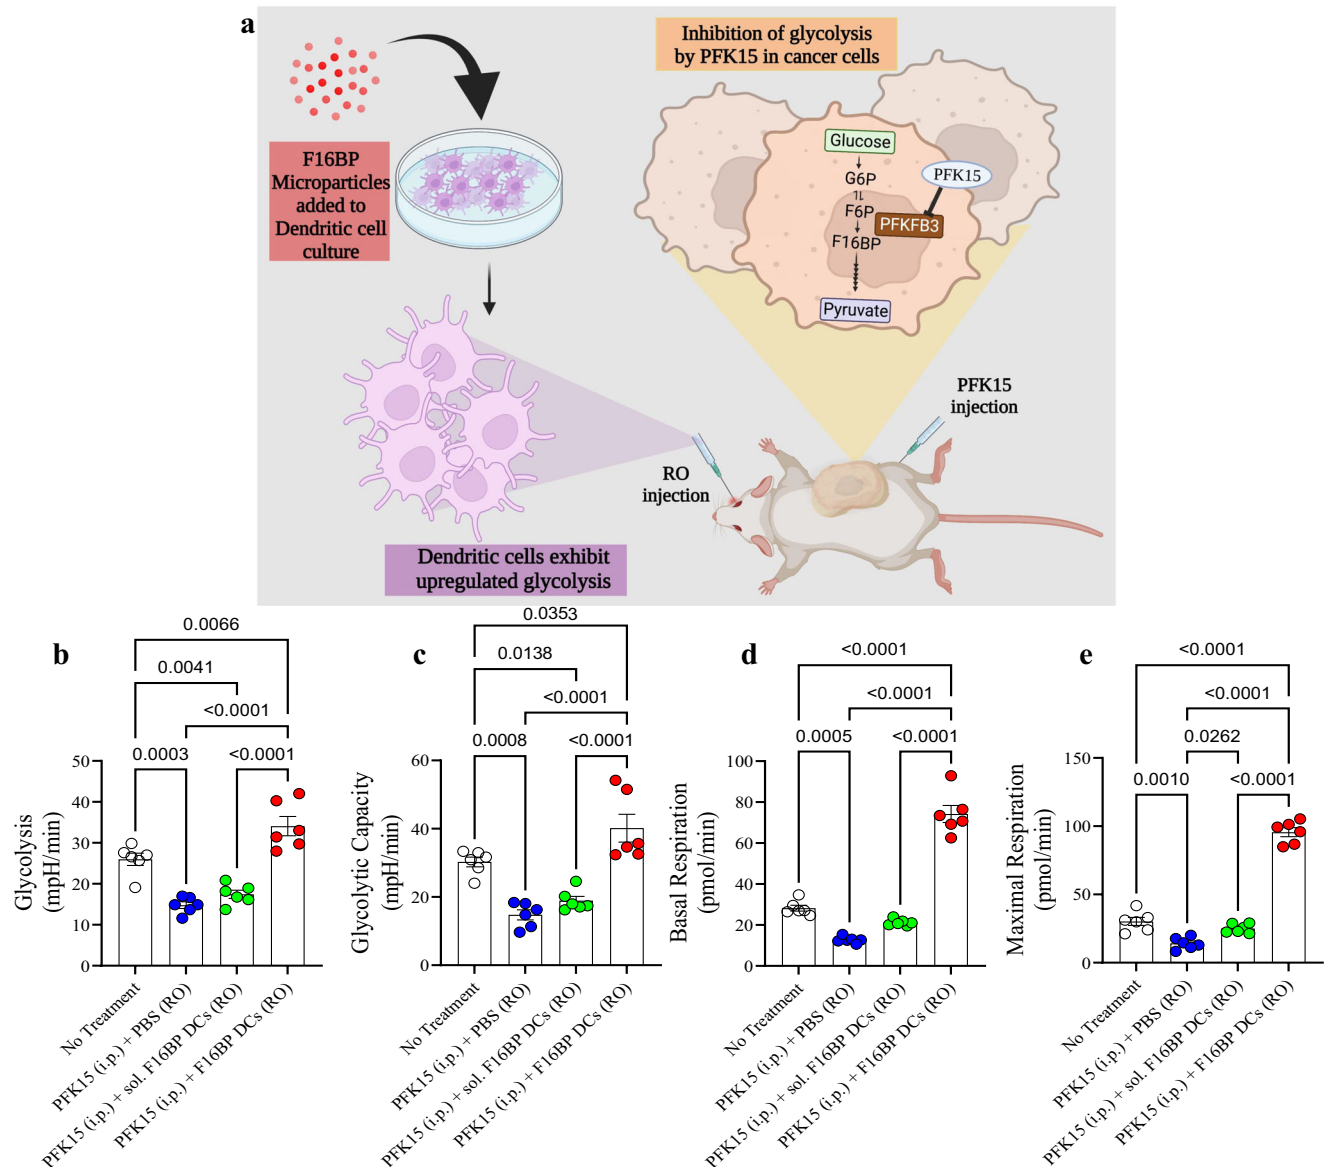 a
F16BP
Microparticles
added to
Dendritic cell
culture
Inhibition of glycolysis
by PFK15 in cancer cells
Glucose
G6P
F6P
F16BP
Pyruvate
PFK15
PFKFB3
PFK15
injection
RO
injection
Dendritic cells exhibit
upregulated glycolysis
b
0.0066
0.0041
<0.0001
0.0003
<0.0001
Glycolysis
(mpH/min)
50
40
30
20
10
0
No Treatment
PFK15 (i.p.) + PBS (RO)
PFK15 (i.p.) + sol. F16BP DCs (RO)
PFK15 (i.p.) + F16BP DCs (RO)
c
0.0353
0.0138
<0.0001
0.0008
<0.0001
Glycolytic Capacity
(mpH/min)
60
40
20
0
No Treatment
PFK15 (i.p.) + PBS (RO)
PFK15 (i.p.) + sol. F16BP DCs (RO)
PFK15 (i.p.) + F16BP DCs (RO)
d
<0.0001
<0.0001
0.0005
<0.0001
Basal Respiration
(pmol/min)
100
80
60
40
20
0
No Treatment
PFK15 (i.p.) + PBS (RO)
PFK15 (i.p.) + sol. F16BP DCs (RO)
PFK15 (i.p.) + F16BP DCs (RO)
e
<0.0001
<0.0001
0.0262
0.0010
<0.0001
Maximal Respiration
(pmol/min)
150
100
50
0
No Treatment
PFK15 (i.p.) + PBS (RO)
PFK15 (i.p.) + sol. F16BP DCs (RO)
PFK15 (i.p.) + F16BP DCs (RO)